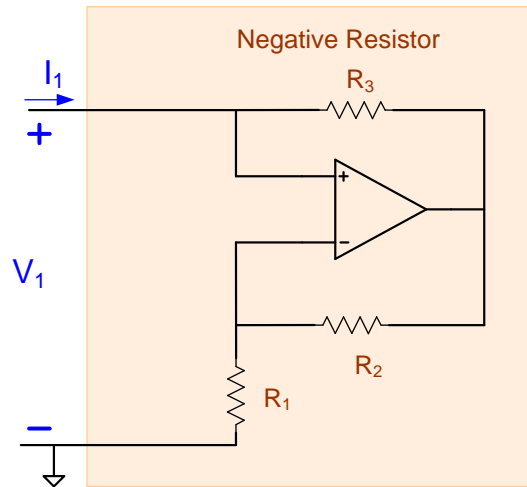 Negative Resistor
I₁
R₃
+
+
−
V₁
R₂
R₁
−